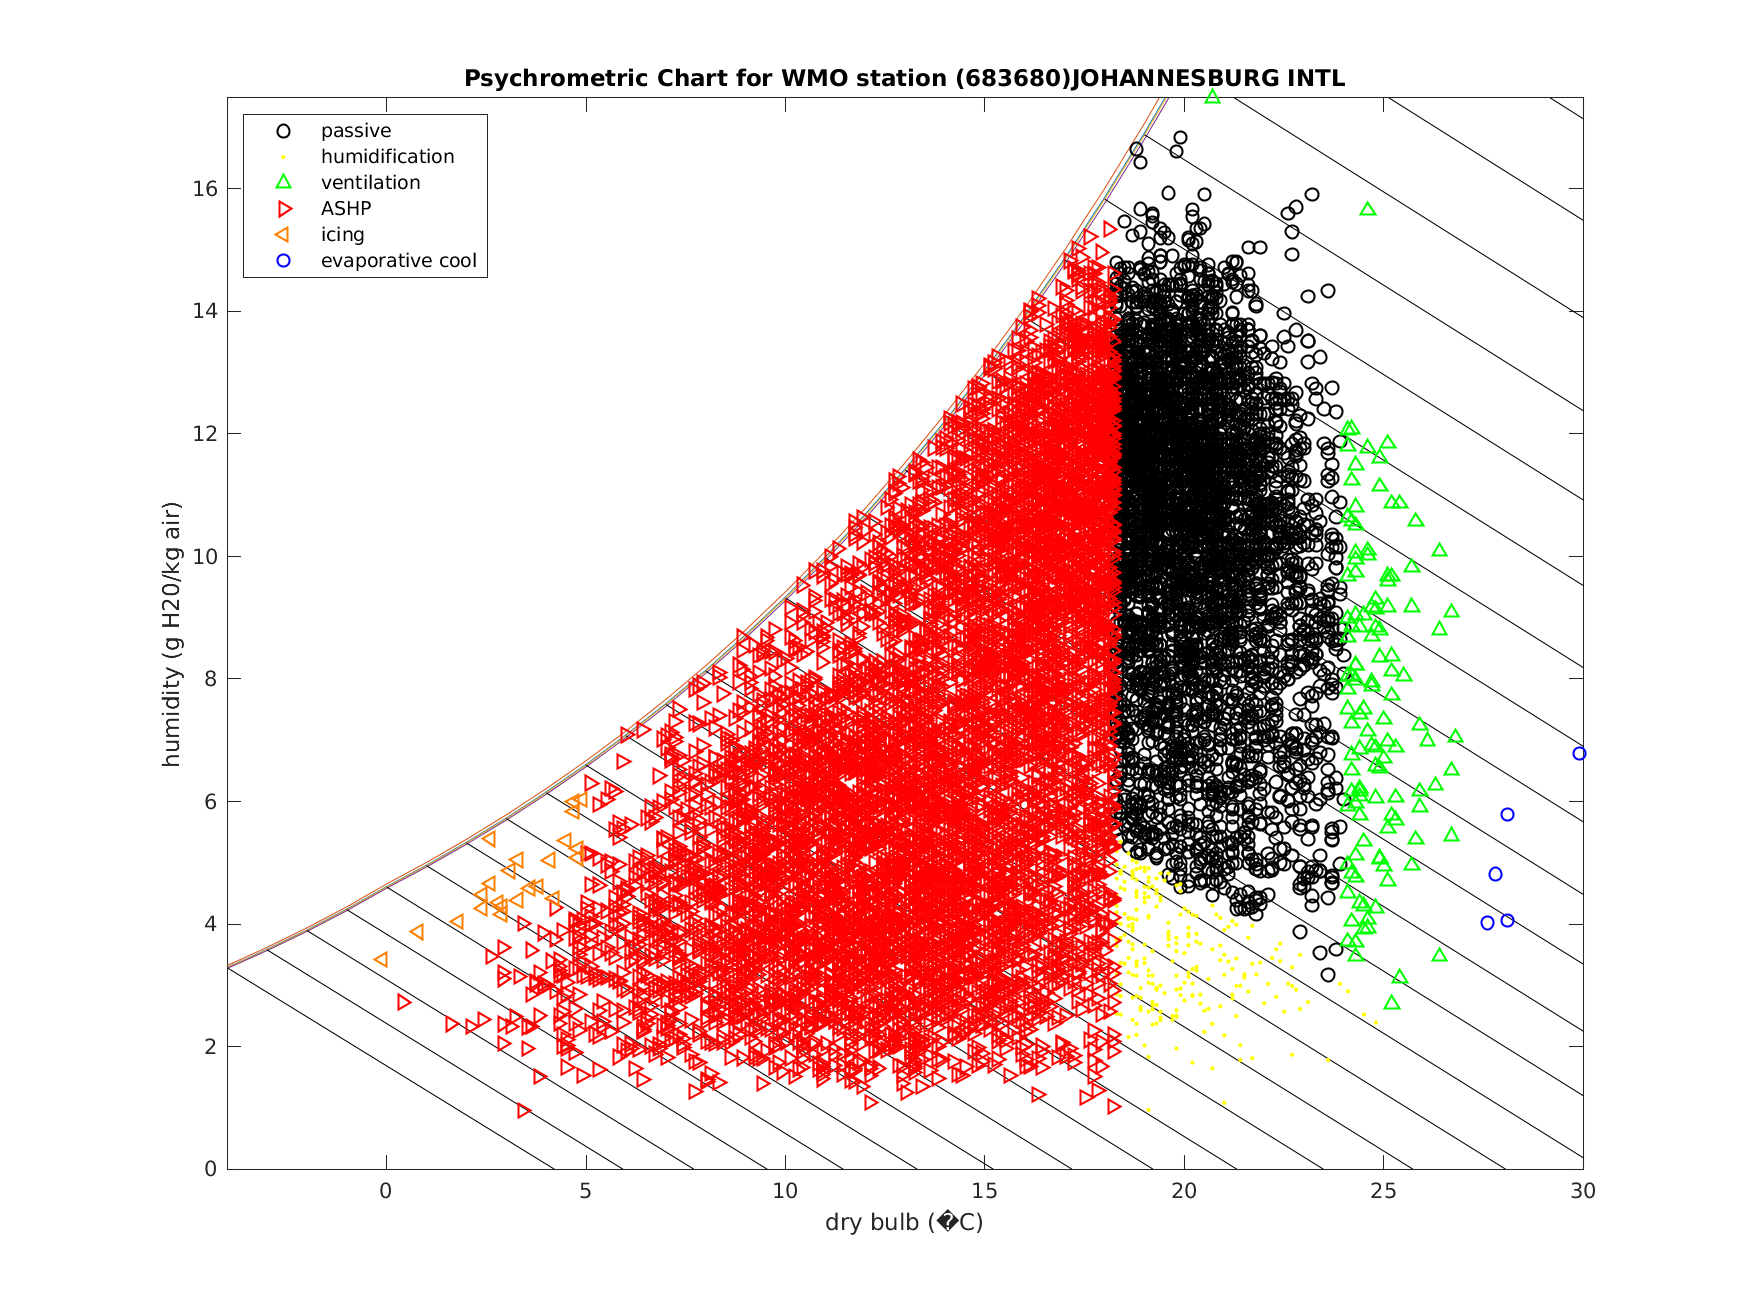 Psychrometric Chart for WMO station (683680)JOHANNESBURG INTL
passive
humidification
ventilation
ASHP
icing
evaporative cool
humidity (g H20/kg air)
16
14
12
10
8
6
4
2
0
0 5 10 15 20 25 30
dry bulb (�C)